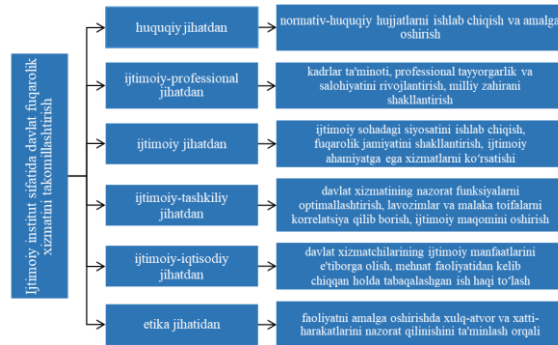 Ijtimoiy institut sifatida davlat fuqarolik
xizmatini takomillashtirish
huquqiy jihatdan
normativ-huquqiy hujjatlarni ishlab chiqish va amalga
oshirish
ijtimoiy-professional
jihatdan
kadrlar ta'minoti, professional tayyorgarlik va
salohiyatini rivojlantirish, milliy zahirani
shakllantirish
ijtimoiy jihatdan
ijtimoiy sohadagi siyosatini ishlab chiqish,
fuqarolik jamiyatini shakllantirish, ijtimoiy
ahamiyatga ega xizmatlarni ko'rsatishi
ijtimoiy-tashkiliy
jihatdan
davlat xizmatining nazorat funksiyalarni
optimallashtirish, lavozimlar va malaka toifalarni
korrelatsiya qilib borish, ijtimoiy maqomini oshirish
ijtimoiy-iqtisodiy
jihatdan
davlat xizmatchilarining ijtimoiy manfaatlarini
e'tiborga olish, mehnat faoliyatidan kelib
chiqqan holda tabaqalashgan ish haqi to'lash
etika jihatidan
faoliyatni amalga oshirishda xulq-atvor va xatti-
harakatlarini nazorat qilinishini ta'minlash orqali